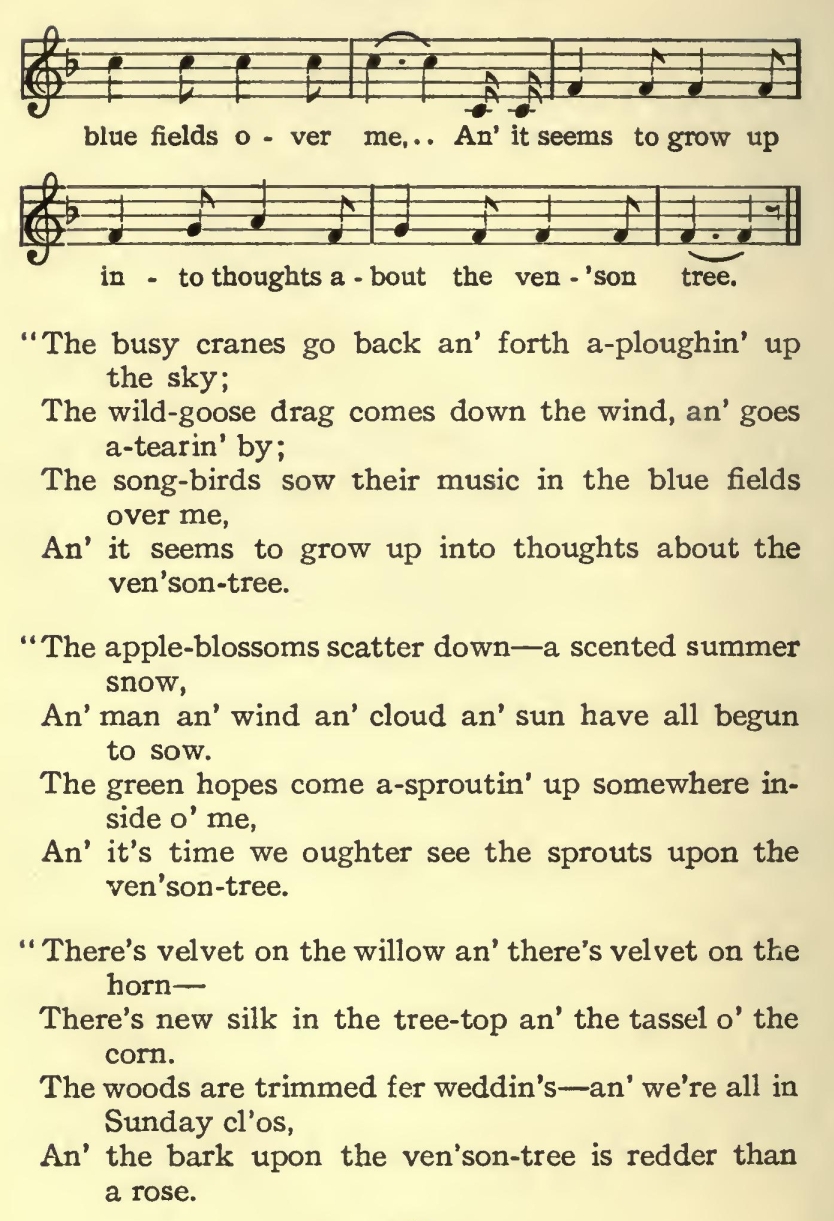 blue fields o - ver me,.. An' it seems to grow up
in - to thoughts a - bout the ven - 'son tree.
"The busy cranes go back an' forth a-ploughin' up
the sky;
The wild-goose drag comes down the wind, an' goes
a-tearin' by;
The song-birds sow their music in the blue fields
over me,
An' it seems to grow up into thoughts about the
ven'son-tree.
"The apple-blossoms scatter down—a scented summer
snow,
An' man an' wind an' cloud an' sun have all begun
to sow.
The green hopes come a-sproutin' up somewhere in-
side o' me,
An' it's time we oughter see the sprouts upon the
ven'son-tree.
"There's velvet on the willow an' there's velvet on the
horn—
There's new silk in the tree-top an' the tassel o' the
corn.
The woods are trimmed fer weddin's—an' we're all in
Sunday cl'os,
An' the bark upon the ven'son-tree is redder than
a rose.